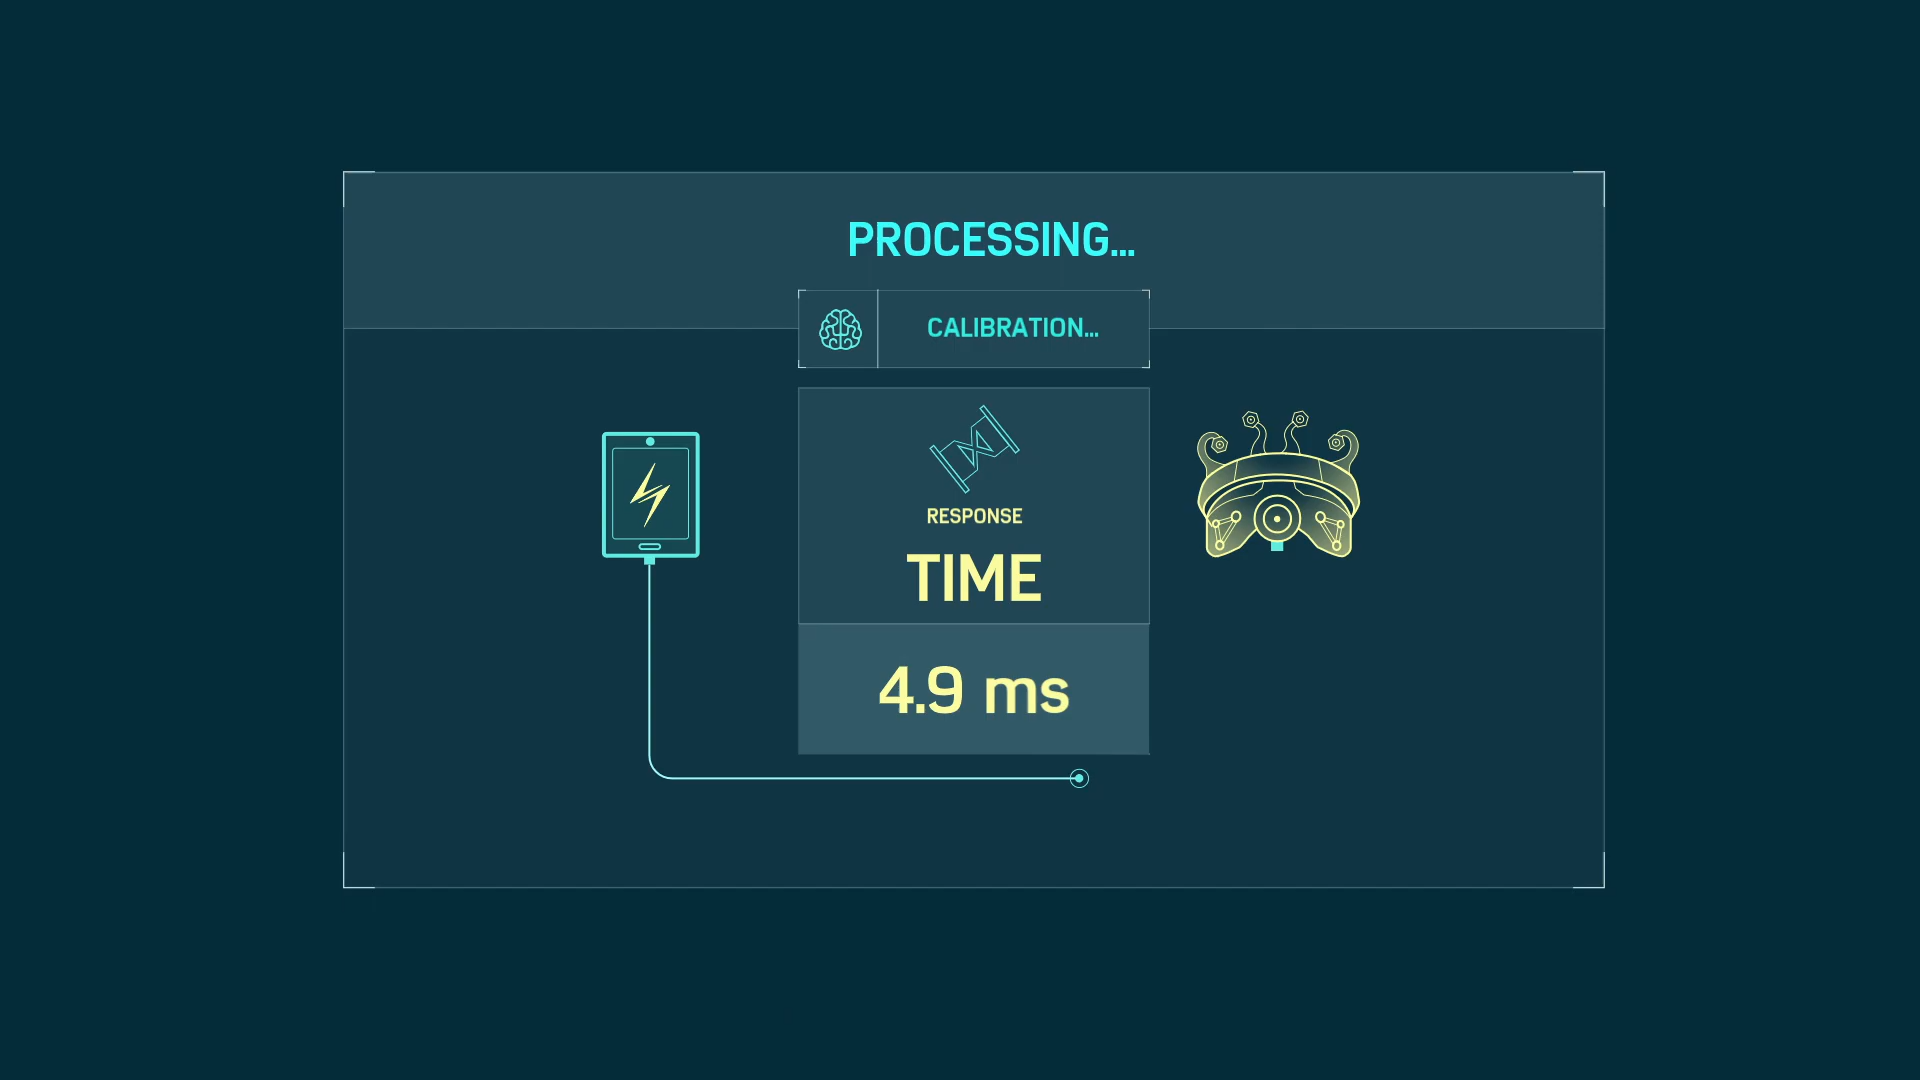 PROCESSING...
CALIBRATION...
RESPONSE
TIME
4.9 ms